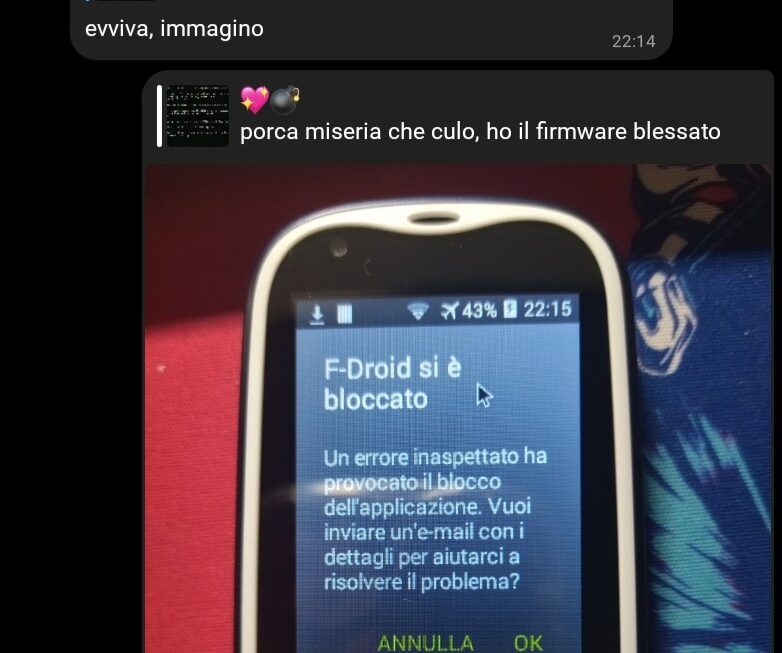 evviva, immagino
22:14
💖💣
porca miseria che culo, ho il firmware blessato
43% 22:15
F-Droid si è
bloccato
Un errore inaspettato ha
provocato il blocco
dell'applicazione. Vuoi
inviare un'e-mail con i
dettagli per aiutarci a
risolvere il problema?
ANNULLA OK